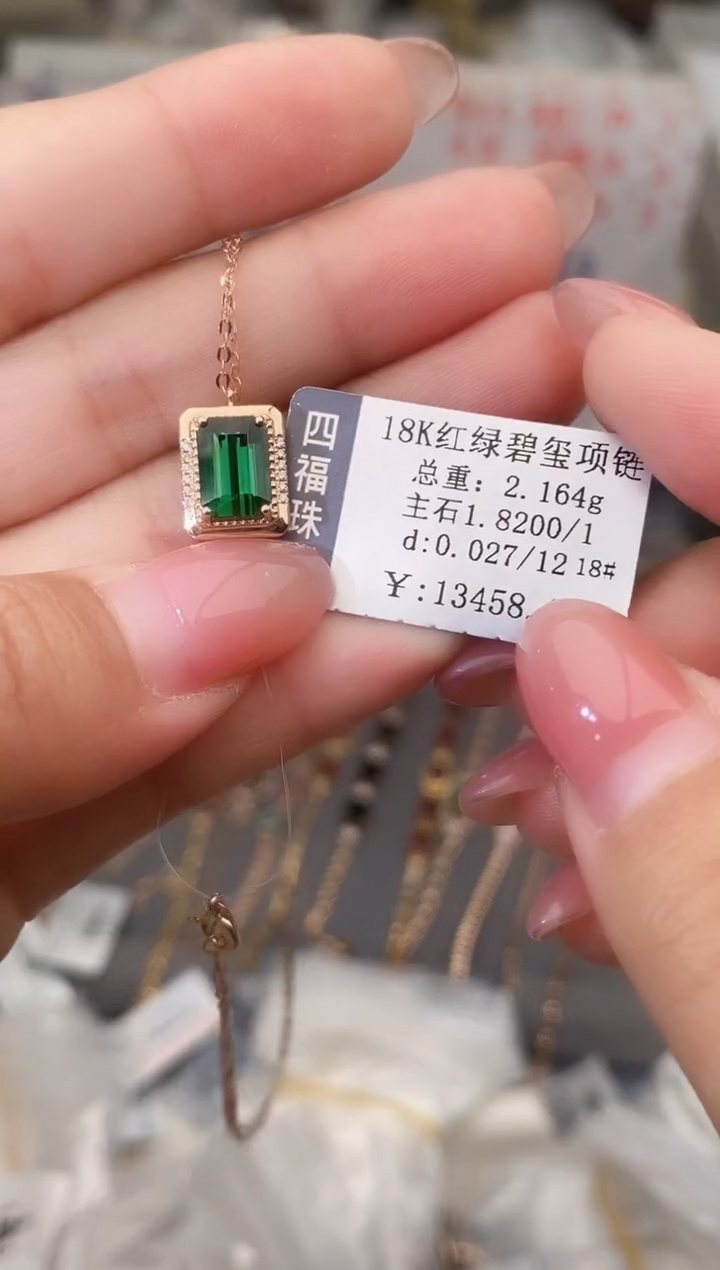 四福珠
18K红绿碧玺项链
总重：2.164g
主石1.8200/1
d:0.027/12 18#
￥:13458.